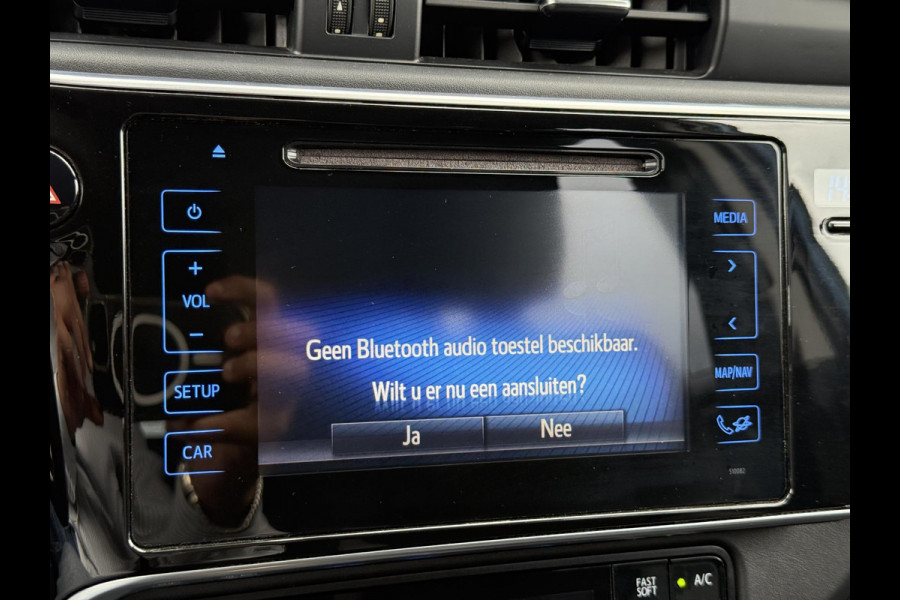 MEDIA
+
VOL
-
SETUP
CAR
MAP/NAV
Geen Bluetooth audio toestel beschikbaar.
Wilt u er nu een aansluiten?
Ja
Nee
FAST
SOFT
A/C